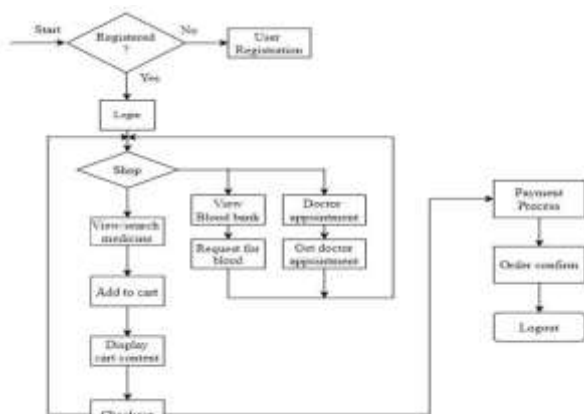 Start
Registered
?
No
User
Registration
Yes
Login
Shop
View
Blood bank
Doctor
appointment
Payment
Process
View/search
medicine
Request for
blood
Get doctor
appointment
Order confirm
Add to cart
Logout
Display
cart content